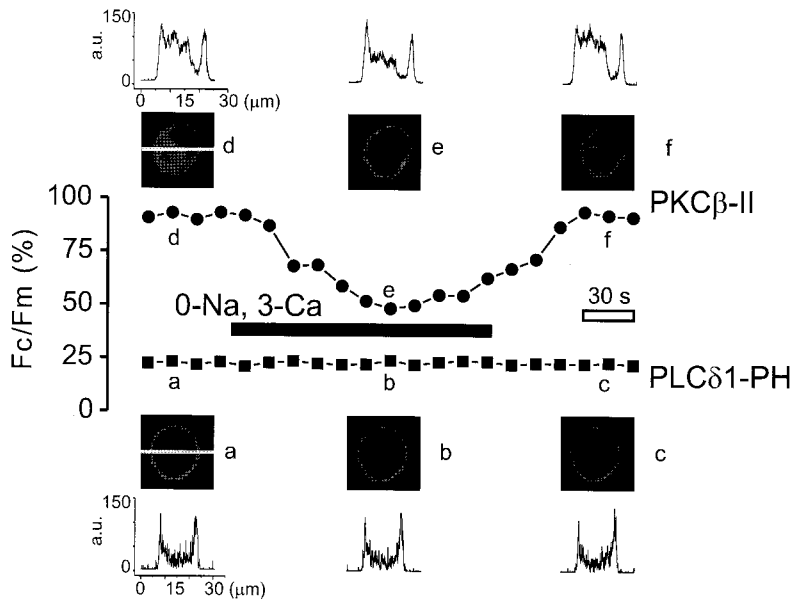 150
a.u.
0
0 15 30 (μm)
d
e
f
100
PKCβ-II
d
f
75
Fc/Fm (%)
e
50
0-Na, 3-Ca
30 s
25
a
b
c
PLCδ1-PH
0
a
b
c
150
a.u.
0
0 15 30 (μm)